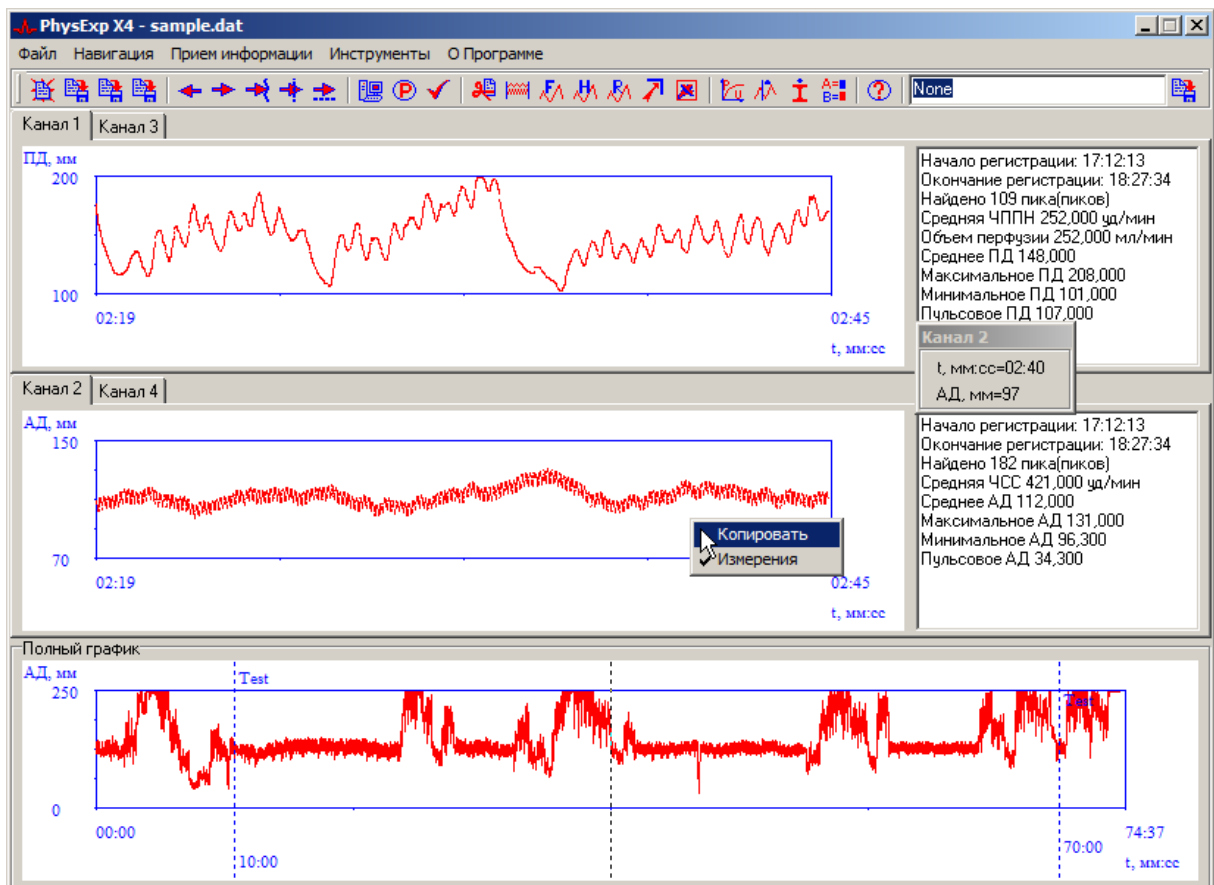 PhysExp X4 - sample.dat
Файл Навигация Прием информации Инструменты О Программе
None
Канал 1 Канал 3
ПД, мм
200
100
02:19 02:45
t, мм:сс
Начало регистрации: 17:12:13
Окончание регистрации: 18:27:34
Найдено 109 пика(пиков)
Средняя ЧППН 252,000 уд/мин
Объем перфузии 252,000 мл/мин
Среднее ПД 148,000
Максимальное ПД 208,000
Минимальное ПД 101,000
Пульсовое ПД 107,000
Канал 2
t, мм:сс=02:40
АД, мм=97
Канал 2 Канал 4
АД, мм
150
70
02:19 02:45
t, мм:сс
Копировать
Измерения
Начало регистрации: 17:12:13
Окончание регистрации: 18:27:34
Найдено 182 пика(пиков)
Средняя ЧСС 421,000 уд/мин
Среднее АД 112,000
Максимальное АД 131,000
Минимальное АД 96,300
Пульсовое АД 34,300
Полный график
АД, мм
250
0
Test
Test
00:00 74:37
10:00
70:00
t, мм:сс